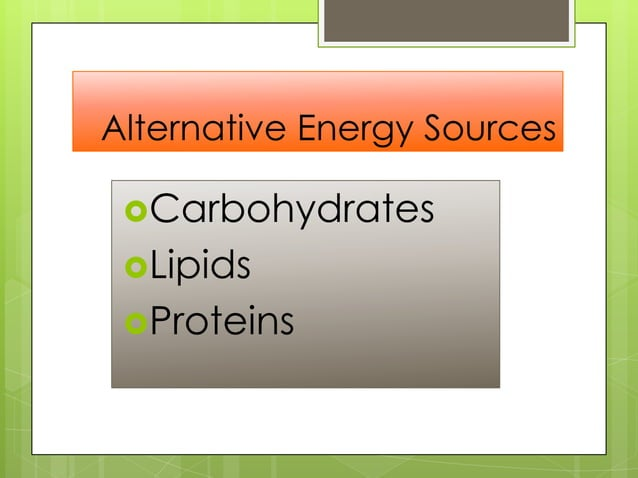 Alternative Energy Sources
Carbohydrates
Lipids
Proteins